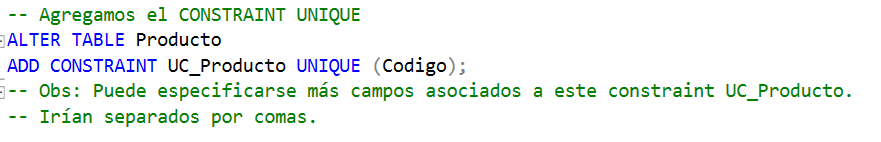 -- Agregamos el CONSTRAINT UNIQUE
ALTER TABLE Producto
ADD CONSTRAINT UC_Producto UNIQUE (Codigo);
-- Obs: Puede especificarse más campos asociados a este constraint UC_Producto.
-- Irían separados por comas.